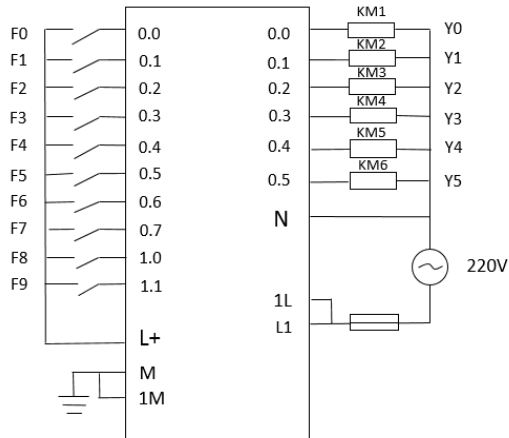 KM1
F0 0.0 0.0 Y0
F1 0.1 0.1 KM2 Y1
F2 0.2 0.2 KM3 Y2
F3 0.3 0.3 KM4 Y3
F4 0.4 0.4 KM5 Y4
F5 0.5 0.5 KM6 Y5
F6 0.6
F7 0.7 N
F8 1.0 220V
F9 1.1
1L
L1
L+
M
1M